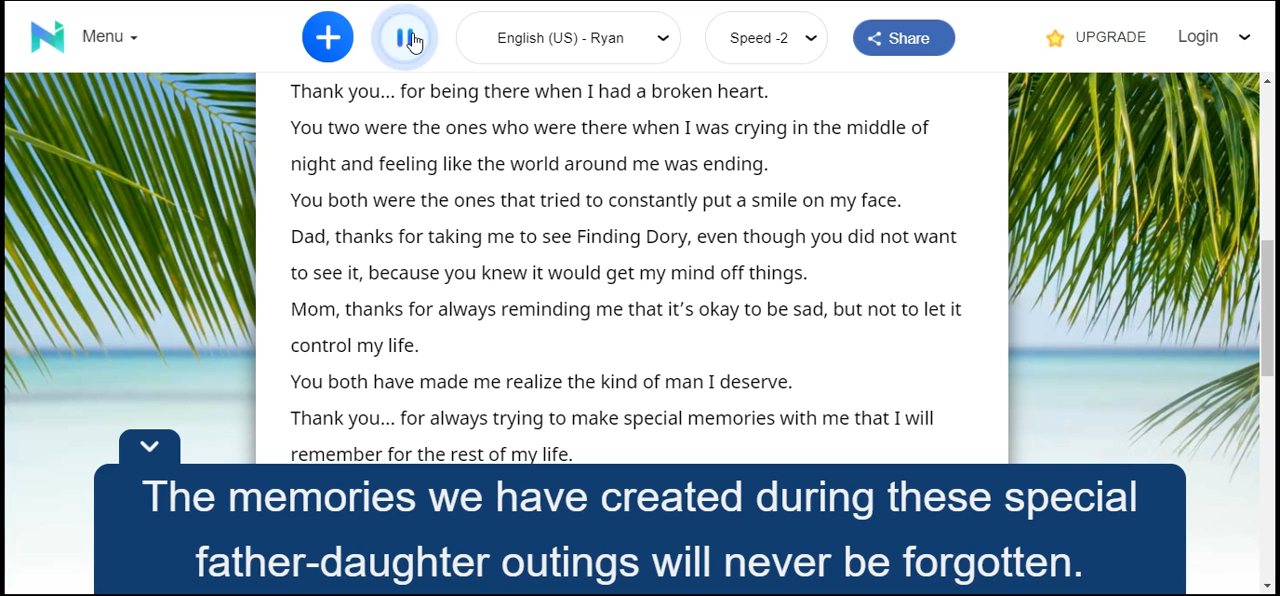 Menu
English (US) - Ryan
Speed -2
Share
UPGRADE
Login
Thank you... for being there when I had a broken heart.
You two were the ones who were there when I was crying in the middle of
night and feeling like the world around me was ending.
You both were the ones that tried to constantly put a smile on my face.
Dad, thanks for taking me to see Finding Dory, even though you did not want
to see it, because you knew it would get my mind off things.
Mom, thanks for always reminding me that it’s okay to be sad, but not to let it
control my life.
You both have made me realize the kind of man I deserve.
Thank you... for always trying to make special memories with me that I will
remember for the rest of my life.
The memories we have created during these special
father-daughter outings will never be forgotten.